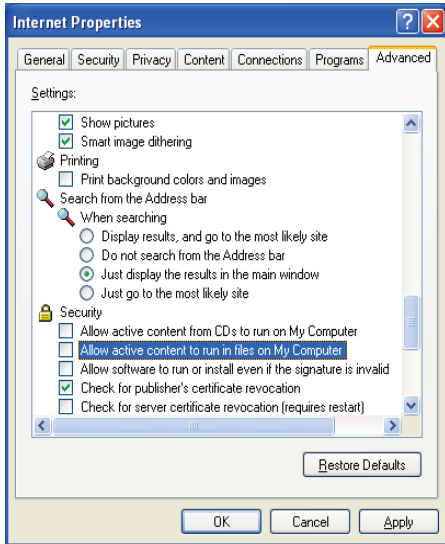 Internet Properties
General Security Privacy Content Connections Programs Advanced
Settings:
Show pictures
Smart image dithering
Printing
Print background colors and images
Search from the Address bar
When searching
Display results, and go to the most likely site
Do not search from the Address bar
Just display the results in the main window
Just go to the most likely site
Security
Allow active content from CDs to run on My Computer
Allow active content to run in files on My Computer
Allow software to run or install even if the signature is invalid
Check for publisher's certificate revocation
Check for server certificate revocation (requires restart)
Restore Defaults
OK Cancel Apply